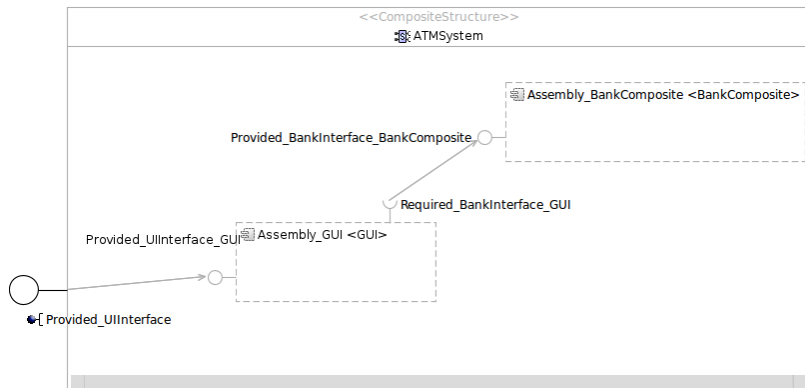 <<CompositeStructure>>
ATMSystem
Assembly_BankComposite <BankComposite>
Provided_BankInterface_BankComposite
Required_BankInterface_GUI
Provided_UIInterface_GUI
Assembly_GUI <GUI>
Provided_UIInterface